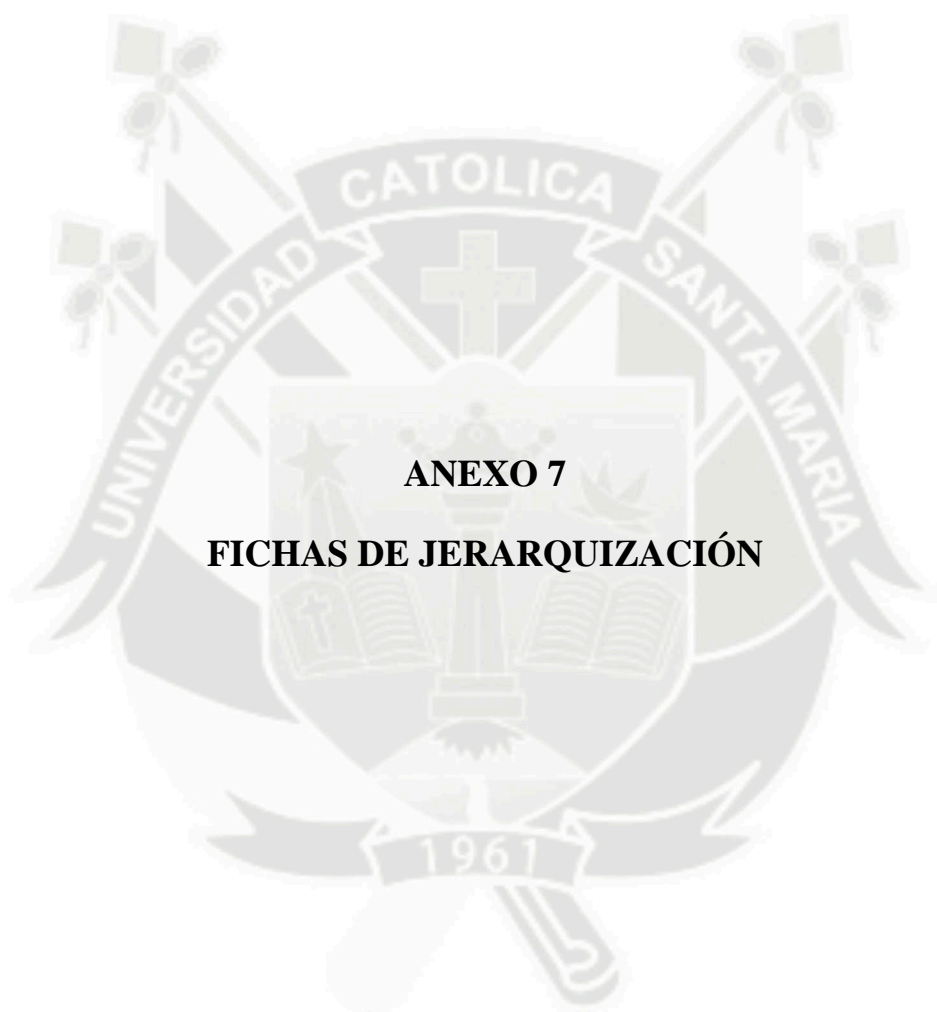 CATOLICA
UNIVERSIDAD
SANTA MARIA
ANEXO 7
FICHAS DE JERARQUIZACIÓN
1961